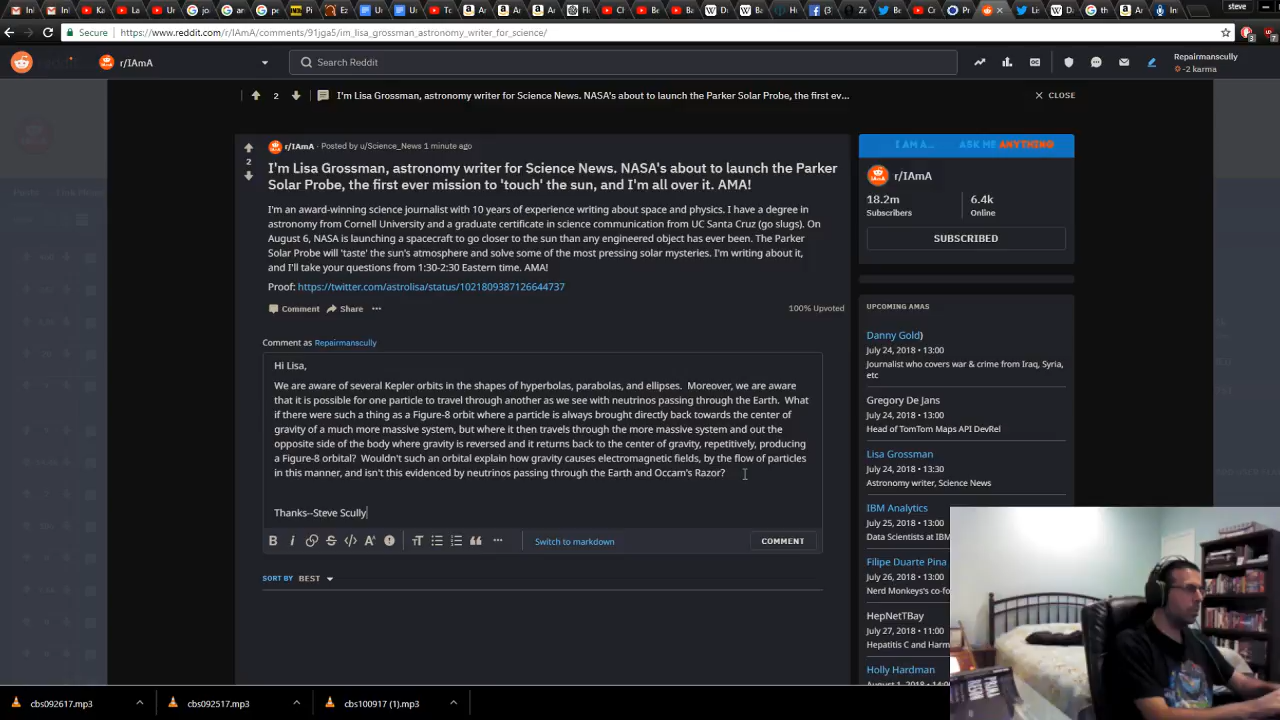 steve
Secure https://www.reddit.com/r/IAmA/comments/91jga5/im_lisa_grossman_astronomy_writer_for_science/
r/IAmA
Search Reddit
Repairmanscully
-2 karma
2 I'm Lisa Grossman, astronomy writer for Science News. NASA's about to launch the Parker Solar Probe, the first ev...
CLOSE
r/IAmA • Posted by u/Science_News 1 minute ago
2
I'm Lisa Grossman, astronomy writer for Science News. NASA's about to launch the Parker
Solar Probe, the first ever mission to 'touch' the sun, and I'm all over it. AMA!
I'm an award-winning science journalist with 10 years of experience writing about space and physics. I have a degree in
astronomy from Cornell University and a graduate certificate in science communication from UC Santa Cruz (go slugs). On
August 6, NASA is launching a spacecraft to go closer to the sun than any engineered object has ever been. The Parker
Solar Probe will 'taste' the sun's atmosphere and solve some of the most pressing solar mysteries. I'm writing about it,
and I'll take your questions from 1:30-2:30 Eastern time. AMA!
Proof: https://twitter.com/astrolisa/status/1021809387126644737
Comment Share ••• 100% Upvoted
Comment as Repairmanscully
Hi Lisa,
We are aware of several Kepler orbits in the shapes of hyperbolas, parabolas, and ellipses. Moreover, we are aware
that it is possible for one particle to travel through another as we see with neutrinos passing through the Earth. What
if there were such a thing as a Figure-8 orbit where a particle is always brought directly back towards the center of
gravity of a much more massive system, but where it then travels through the more massive system and out the
opposite side of the body where gravity is reversed and it returns back to the center of gravity, repetitively, producing
a Figure-8 orbital? Wouldn't such an orbital explain how gravity causes electromagnetic fields, by the flow of particles
in this manner, and isn't this evidenced by neutrinos passing through the Earth and Occam's Razor?
Thanks--Steve Scully
Switch to markdown
COMMENT
SORT BY BEST
I AM A... ASK ME ANYTHING
r/IAmA
18.2m 6.4k
Subscribers Online
SUBSCRIBED
UPCOMING AMAS
Danny Gold)
July 24, 2018 • 13:00
Journalist who covers war & crime from Iraq, Syria,
etc
Gregory De Jans
July 24, 2018 • 13:00
Head of TomTom Maps API DevRel
Lisa Grossman
July 24, 2018 • 13:30
Astronomy writer, Science News
IBM Analytics
July 25, 2018 • 13:00
Data Scientists at IBM
Filipe Duarte Pina
July 26, 2018 • 13:00
Nerd Monkeys's co-fo
HepNetTBay
July 27, 2018 • 11:00
Hepatitis C and Harm
Holly Hardman
cbs092617.mp3
cbs092517.mp3
cbs100917 (1).mp3